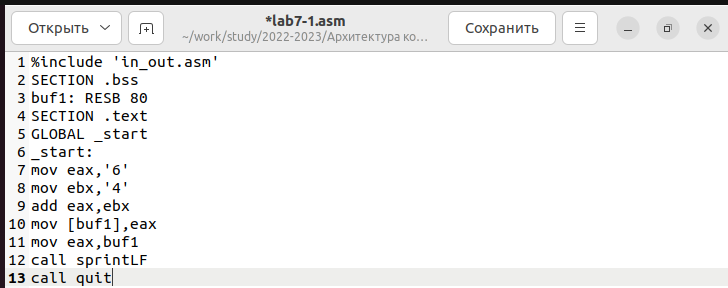 Открыть
*lab7-1.asm
~/work/study/2022-2023/Архитектура ко...
Сохранить
1 %include 'in_out.asm'
2 SECTION .bss
3 buf1: RESB 80
4 SECTION .text
5 GLOBAL _start
6 _start:
7 mov eax,'6'
8 mov ebx,'4'
9 add eax,ebx
10 mov [buf1],eax
11 mov eax,buf1
12 call sprintLF
13 call quit